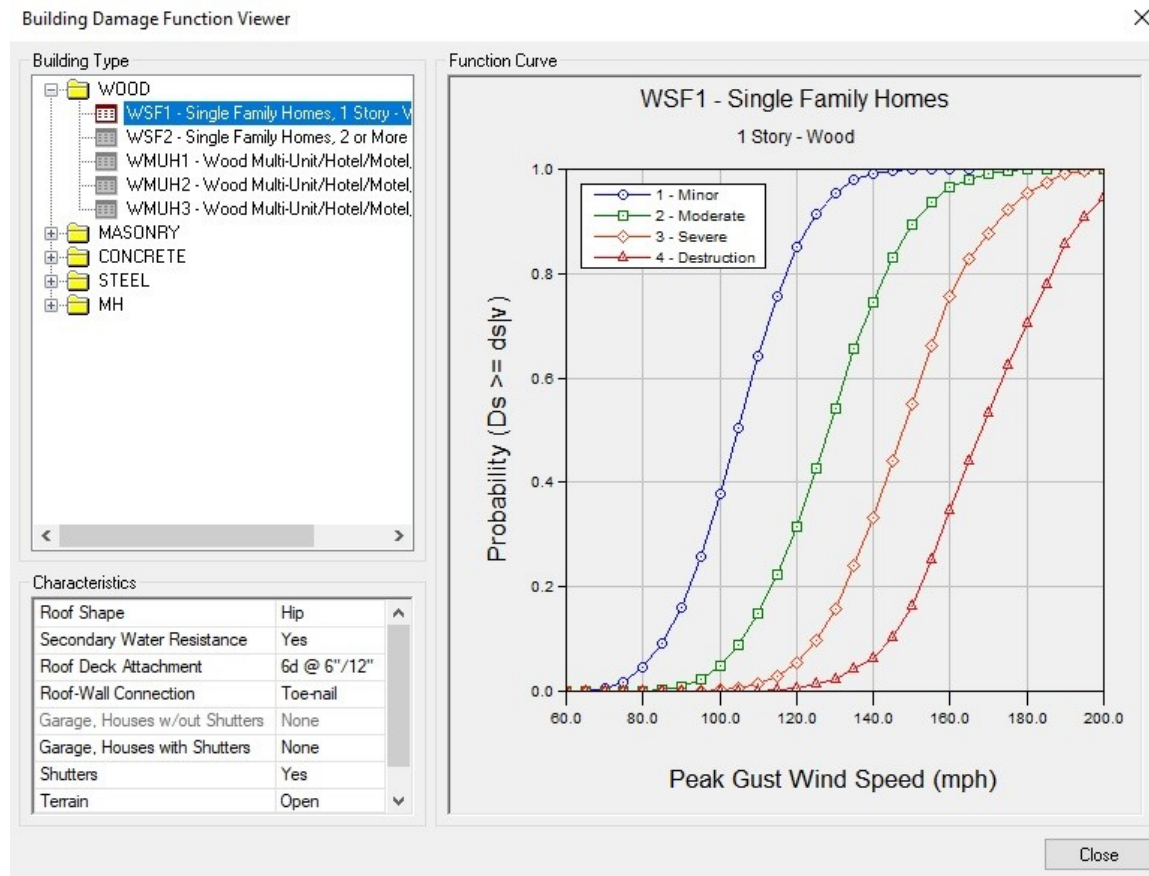 Building Damage Function Viewer
Building Type
WOOD
WSF1 - Single Family Homes, 1 Story - W
WSF2 - Single Family Homes, 2 or More
WMUH1 - Wood Multi-Unit/Hotel/Motel,
WMUH2 - Wood Multi-Unit/Hotel/Motel,
WMUH3 - Wood Multi-Unit/Hotel/Motel,
MASONRY
CONCRETE
STEEL
MH
Characteristics
Roof Shape Hip
Secondary Water Resistance Yes
Roof Deck Attachment 6d @ 6"/12"
Roof-Wall Connection Toe-nail
Garage, Houses w/out Shutters None
Garage, Houses with Shutters None
Shutters Yes
Terrain Open
Function Curve
WSF1 - Single Family Homes
1 Story - Wood
1 - Minor
2 - Moderate
3 - Severe
4 - Destruction
Probability (Ds >= ds|v)
1.0
0.8
0.6
0.4
0.2
0.0
60.0 80.0 100.0 120.0 140.0 160.0 180.0 200.0
Peak Gust Wind Speed (mph)
Close